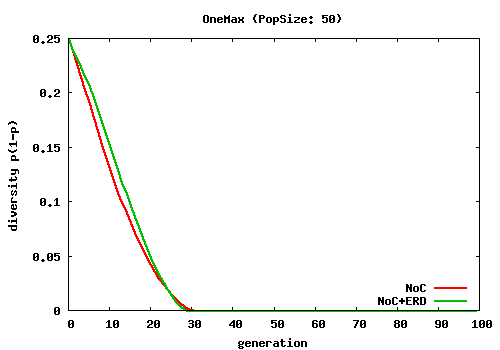 OneMax (PopSize: 50)
0.25
0.2
0.15
0.1
0.05
0
diversity p(1-p)
NoC
NoC+ERD
0 10 20 30 40 50 60 70 80 90 100
generation